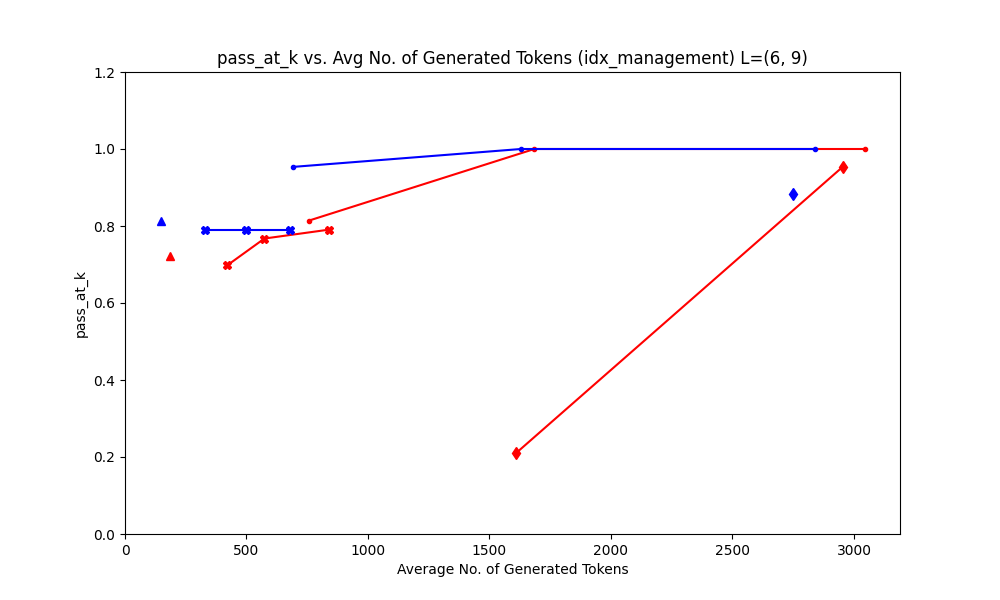 pass_at_k vs. Avg No. of Generated Tokens (idx_management) L=(6, 9)
1.2
1.0
0.8
0.6
0.4
0.2
0.0
pass_at_k
0 500 1000 1500 2000 2500 3000
Average No. of Generated Tokens